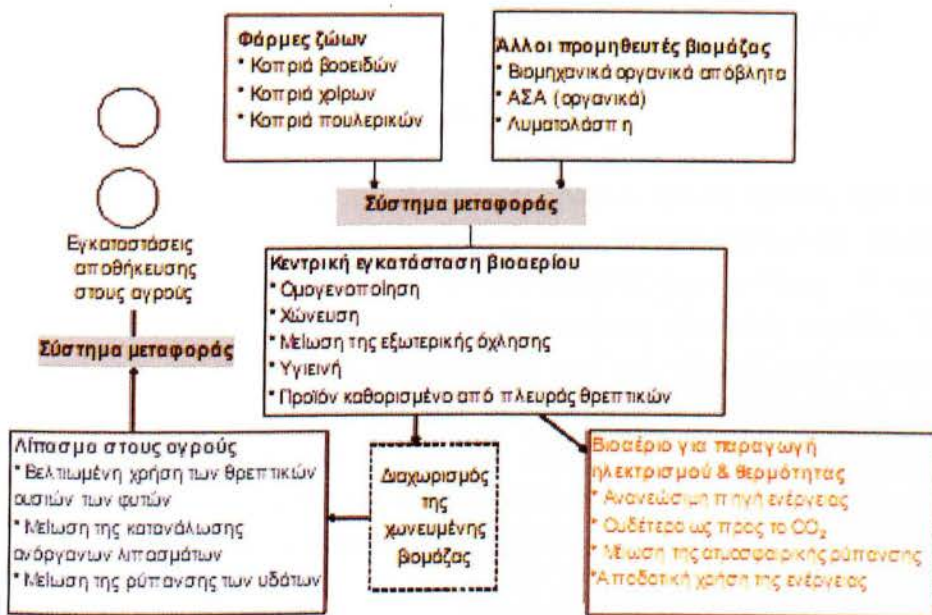 Φάρμες ζώων
* Κοπριά βοοειδών
* Κοπριά χοίρων
* Κοπριά πουλερικών
Άλλοι προμηθευτές βιομάζας
* Βιομηχανικά οργανικά απόβλητα
* ΑΣΑ (οργανικά)
* Λυματολάσπη
Σύστημα μεταφοράς
Εγκαταστάσεις
αποθήκευσης
στους αγρούς
Σύστημα μεταφοράς
Κεντρική εγκατάσταση βιοαερίου
* Ομογενοποίηση
* Χώνευση
* Μείωση της εξωτερικής όχλησης
* Υγιεινή
* Προϊόν καθορισμένο από πλευράς θρεπτικών
Λίπασμα στους αγρούς
* Βελτιωμένη χρήση των θρεπτικών
ουσιών των φυτών
* Μείωση της κατανάλωσης
ανόργανων λιπασμάτων
* Μείωση της ρύπανσης των υδάτων
Διαχωρισμός
της
χωνευμένης
βιομάζας
Βιοαέριο για παραγωγή
ηλεκτρισμού & θερμότητας
* Ανανεώσιμη πηγή ενέργειας
* Ουδέτερο ως προς το CO₂
* Μείωση της ατμοσφαιρικής ρύπανσης
*Αποδοτική χρήση της ενέργειας